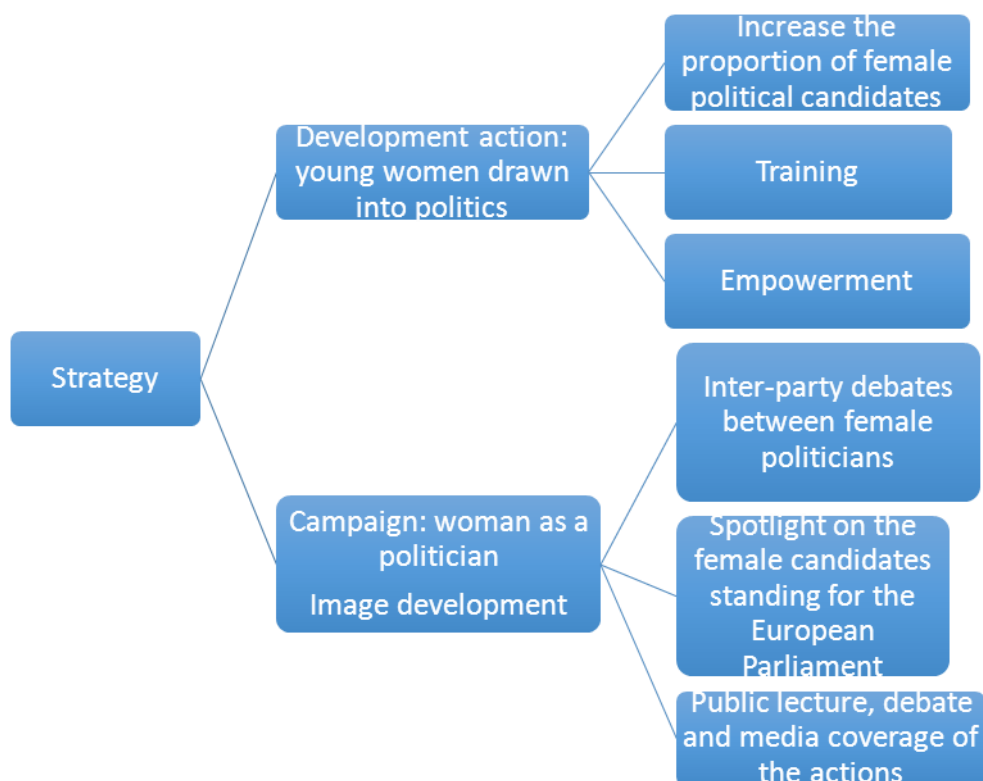 Strategy
Development action:
young women drawn
into politics
Increase the
proportion of female
political candidates
Training
Empowerment
Campaign: woman as a
politician
Image development
Inter-party debates
between female
politicians
Spotlight on the
female candidates
standing for the
European
Parliament
Public lecture, debate
and media coverage of
the actions